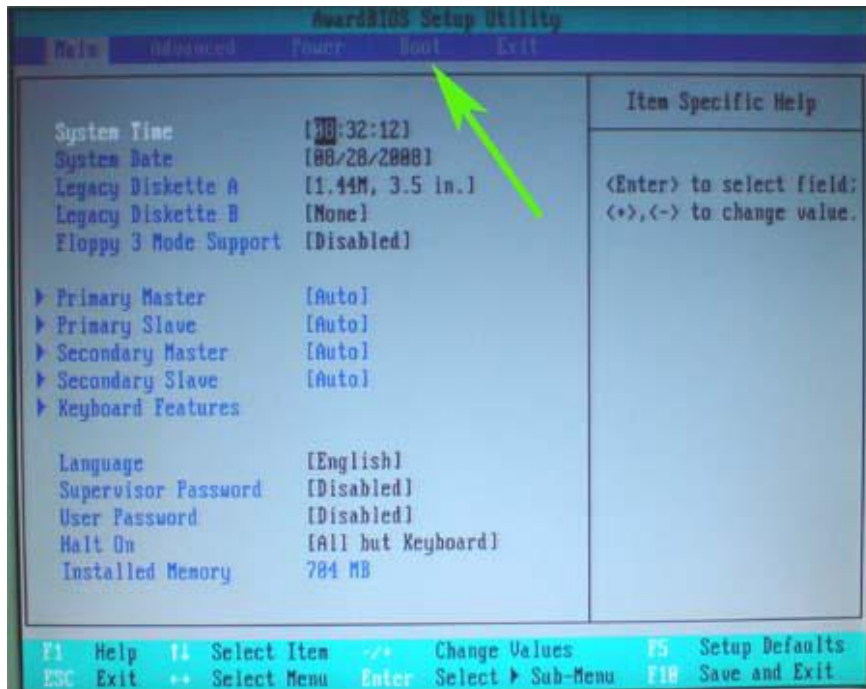 AwardBIOS Setup Utility
Main Advanced Power Boot Exit
Item Specific Help
System Time [08:32:12]
System Date [08/28/2008]
Legacy Diskette A [1.44M, 3.5 in.]
<Enter> to select field;
Legacy Diskette B [None]
<+>,<-> to change value.
Floppy 3 Mode Support [Disabled]
Primary Master [Auto]
Primary Slave [Auto]
Secondary Master [Auto]
Secondary Slave [Auto]
Keyboard Features
Language [English]
Supervisor Password [Disabled]
User Password [Disabled]
Halt On [All but Keyboard]
Installed Memory 704 MB
F1 Help ↑↓ Select Item -/+ Change Values F5 Setup Defaults
ESC Exit ↔ Select Menu Enter Select ▶ Sub-Menu F10 Save and Exit